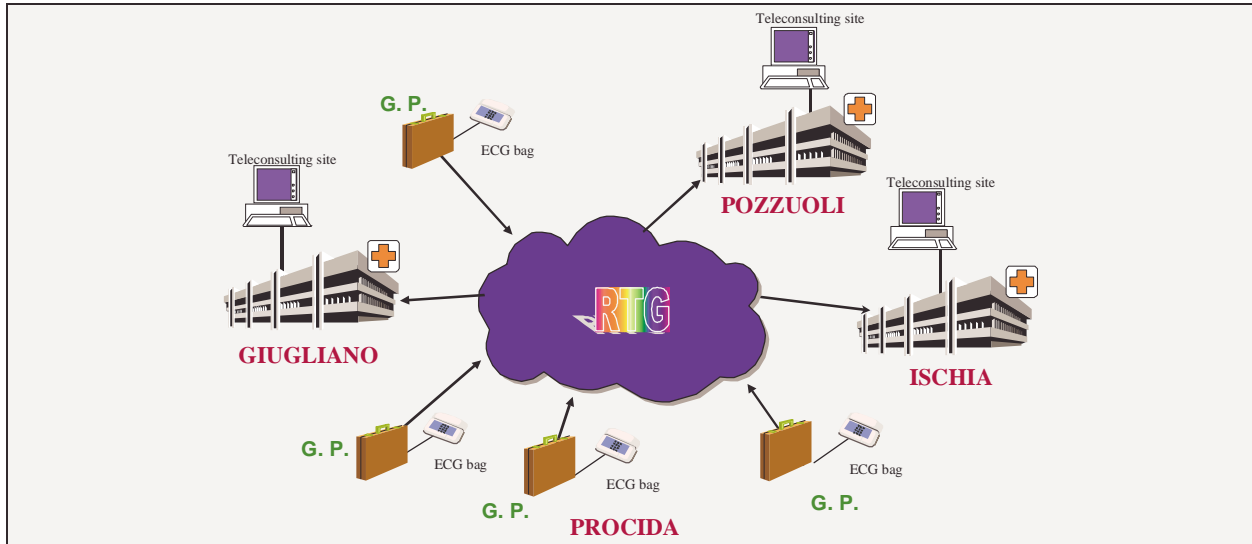 Teleconsulting site
G. P.
ECG bag
POZZUOLI
Teleconsulting site
Teleconsulting site
GIUGLIANO
RTG
ISCHIA
G. P.
ECG bag
G. P.
ECG bag
PROCIDA
ECG bag
G. P.